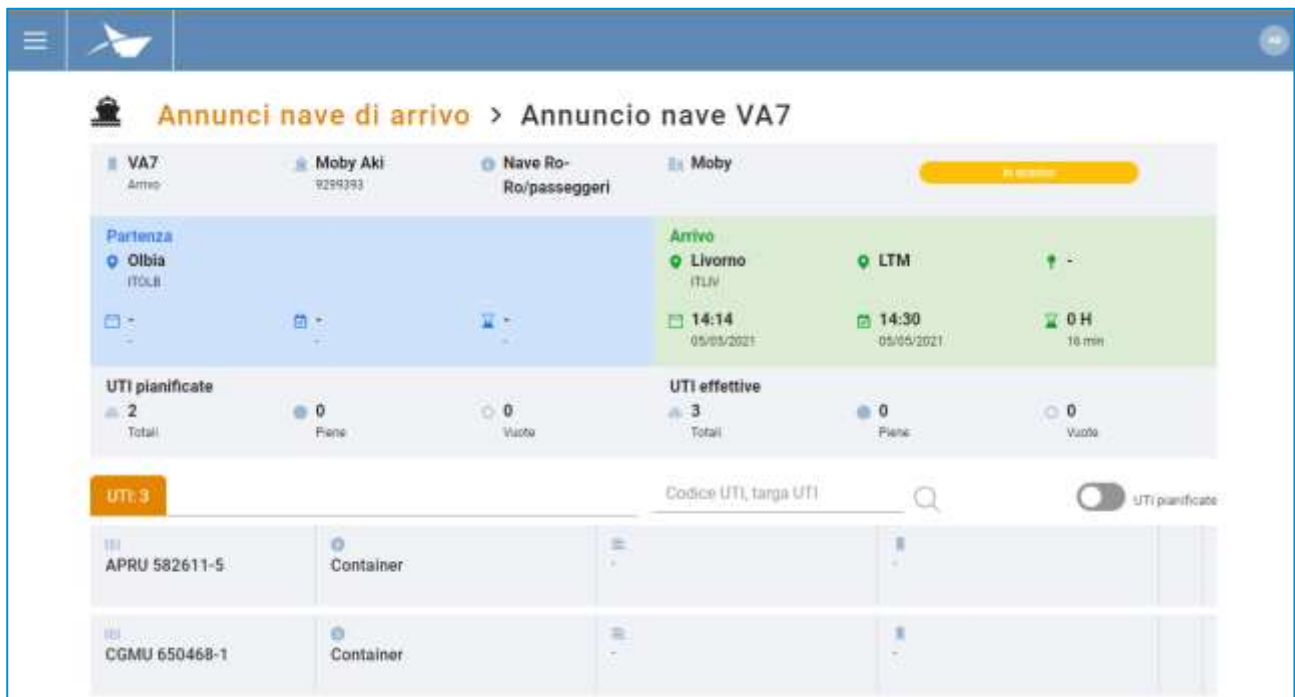 Annunci nave di arrivo > Annuncio nave VA7
VA7 Moby Aki Nave Ro- Moby
Arrivo 9299393 Ro/passeggeri
Partenza Arrivo
Olbia Livorno LTM -
ITOLB ITLIV
- - - 14:14 14:30 0 H
- - - 05/05/2021 05/05/2021 16 min
UTI pianificate UTI effettive
2 0 0 3 0 0
Totali Piene Vuote Totali Piene Vuote
UTI: 3 Codice UTI, targa UTI UTI pianificate
APRU 582611-5 Container - -
CGMU 650468-1 Container - -